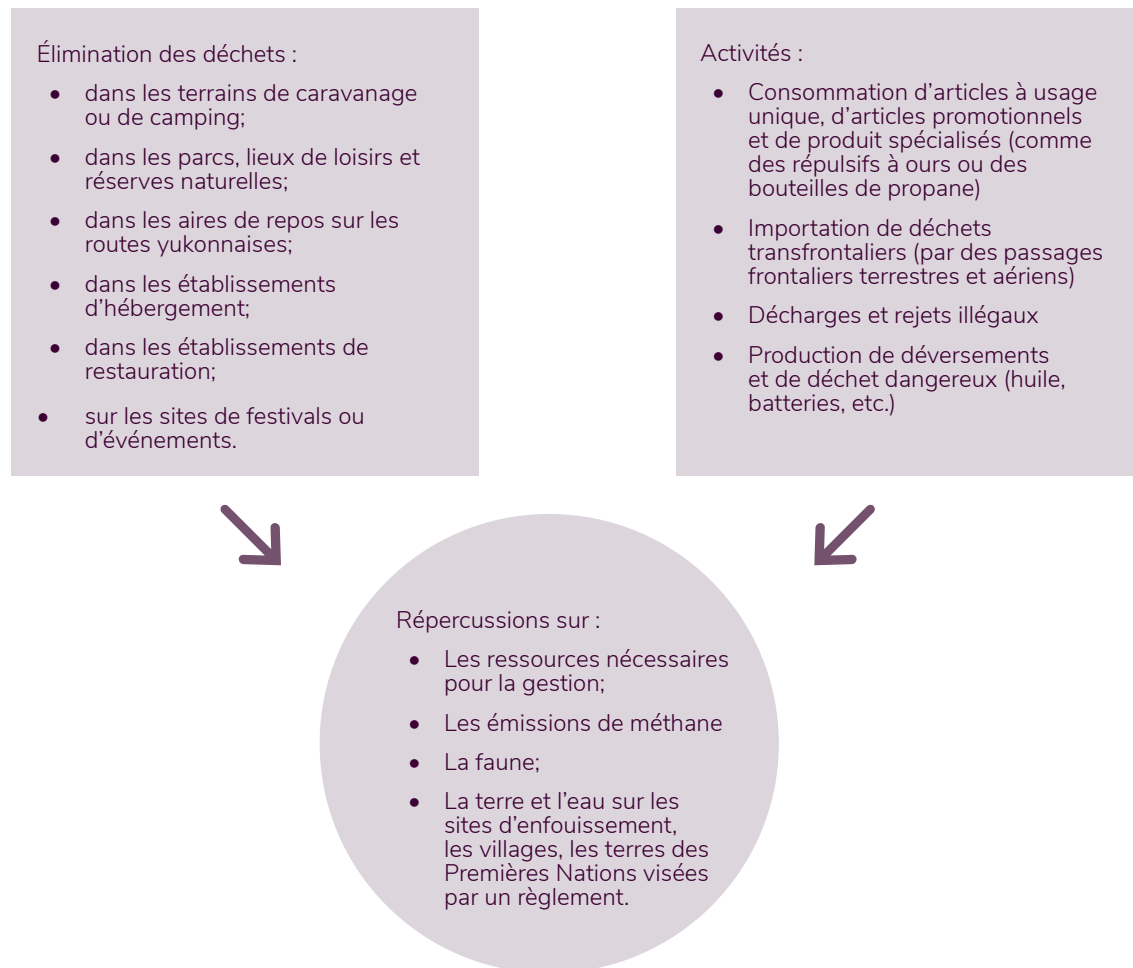 Élimination des déchets :
• dans les terrains de caravanage
ou de camping;
• dans les parcs, lieux de loisirs et
réserves naturelles;
• dans les aires de repos sur les
routes yukonnaises;
• dans les établissements
d’hébergement;
• dans les établissements de
restauration;
• sur les sites de festivals ou
d’événements.
Activités :
• Consommation d’articles à usage
unique, d’articles promotionnels
et de produit spécialisés (comme
des répulsifs à ours ou des
bouteilles de propane)
• Importation de déchets
transfrontaliers (par des passages
frontaliers terrestres et aériens)
• Décharges et rejets illégaux
• Production de déversements
et de déchet dangereux (huile,
batteries, etc.)
Répercussions sur :
• Les ressources nécessaires
pour la gestion;
• Les émissions de méthane
• La faune;
• La terre et l’eau sur les
sites d’enfouissement,
les villages, les terres des
Premières Nations visées
par un règlement.